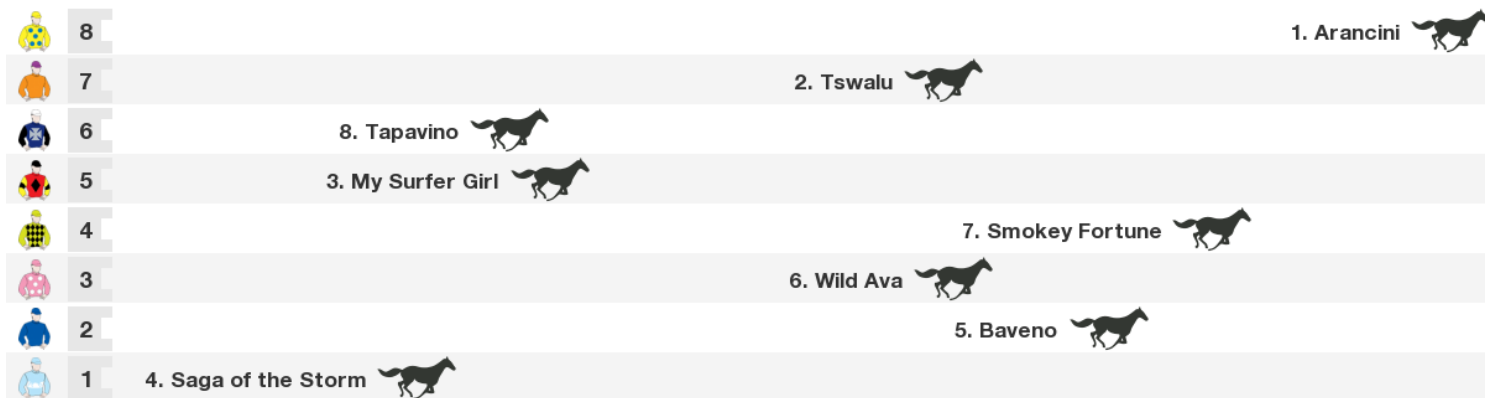 8 1. Arancini
7 2. Tswalu
6 8. Tapavino
5 3. My Surfer Girl
4 7. Smokey Fortune
3 6. Wild Ava
2 5. Baveno
1 4. Saga of the Storm